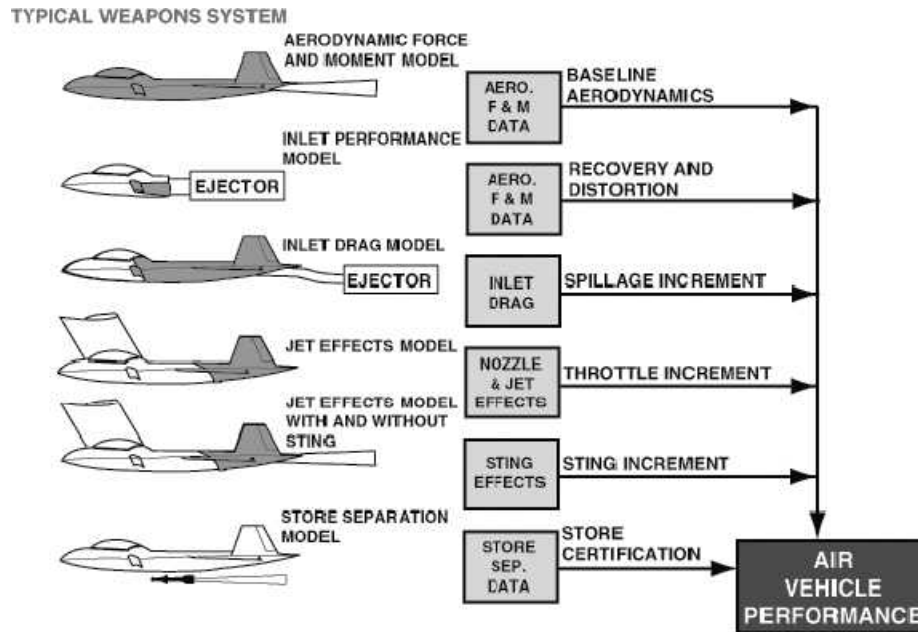 TYPICAL WEAPONS SYSTEM
AERODYNAMIC FORCE
AND MOMENT MODEL
AERO.
F & M
DATA
BASELINE
AERODYNAMICS
INLET PERFORMANCE
MODEL
EJECTOR
AERO.
F & M
DATA
RECOVERY AND
DISTORTION
INLET DRAG MODEL
EJECTOR
INLET
DRAG
SPILLAGE INCREMENT
JET EFFECTS MODEL
NOZZLE
& JET
EFFECTS
THROTTLE INCREMENT
JET EFFECTS MODEL
WITH AND WITHOUT
STING
STING
EFFECTS
STING INCREMENT
STORE SEPARATION
MODEL
STORE
SEP.
DATA
STORE
CERTIFICATION
AIR
VEHICLE
PERFORMANCE